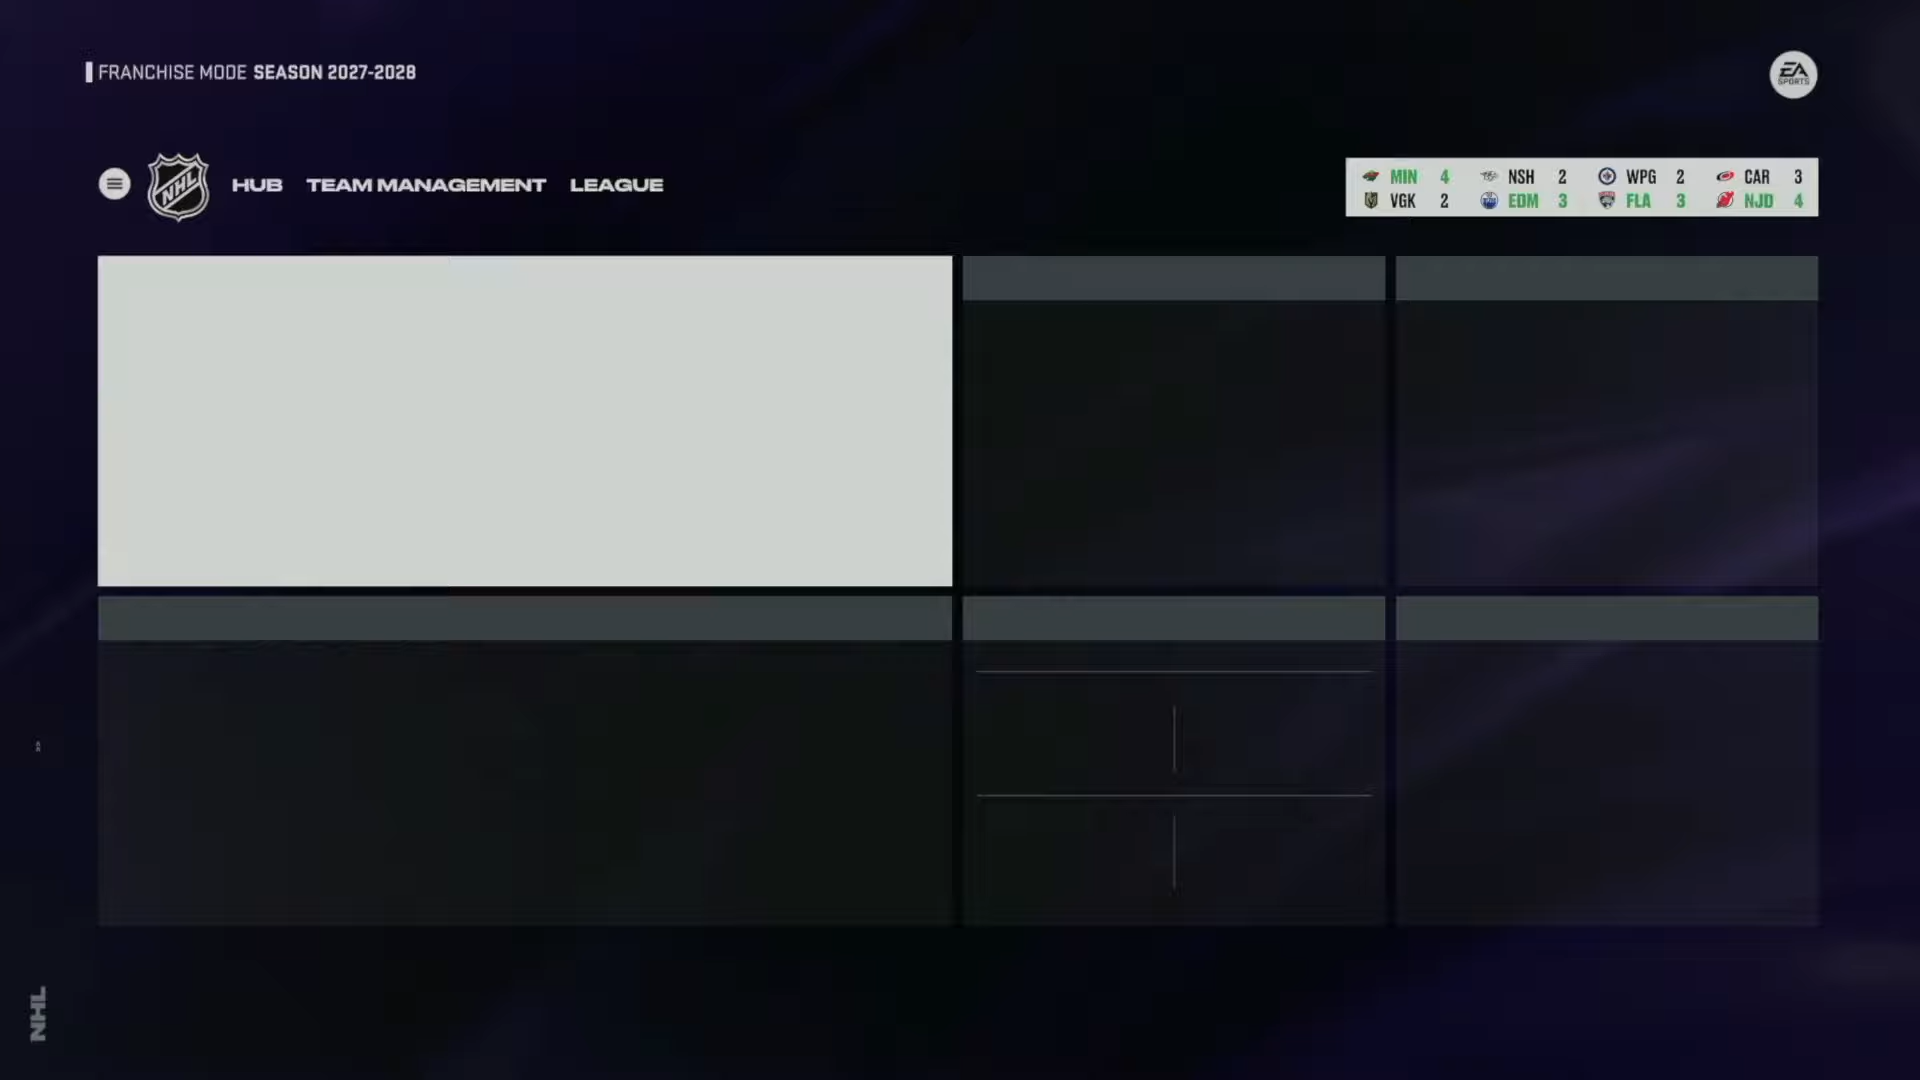 FRANCHISE MODE SEASON 2027-2028
EA SPORTS
NHL
HUB TEAM MANAGEMENT LEAGUE
MIN 4 NSH 2 WPG 2 CAR 3
VGK 2 EDM 3 FLA 3 NJD 4
NHL